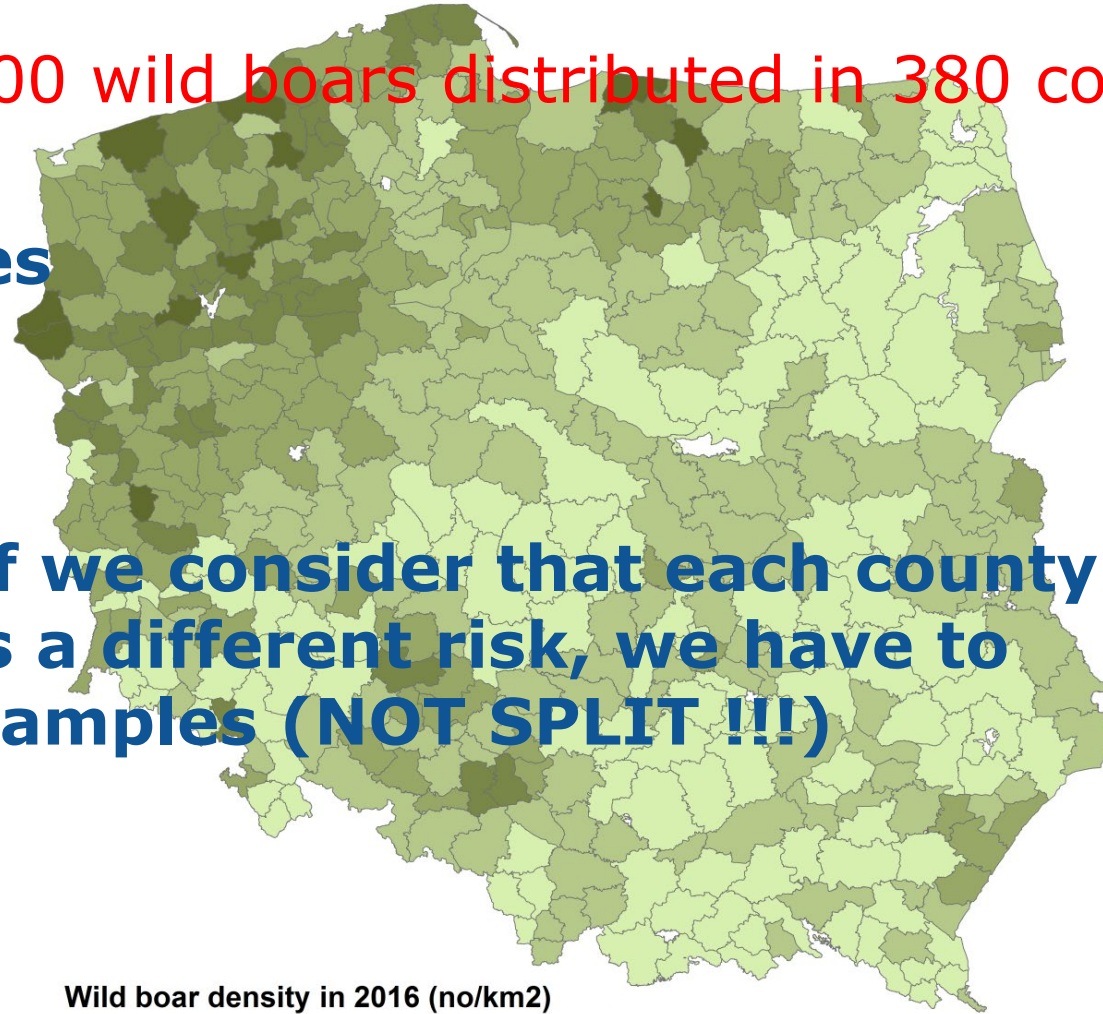 00 wild boars distributed in 380 co
es
f we consider that each county
s a different risk, we have to
amples (NOT SPLIT !!!)
Wild boar density in 2016 (no/km2)